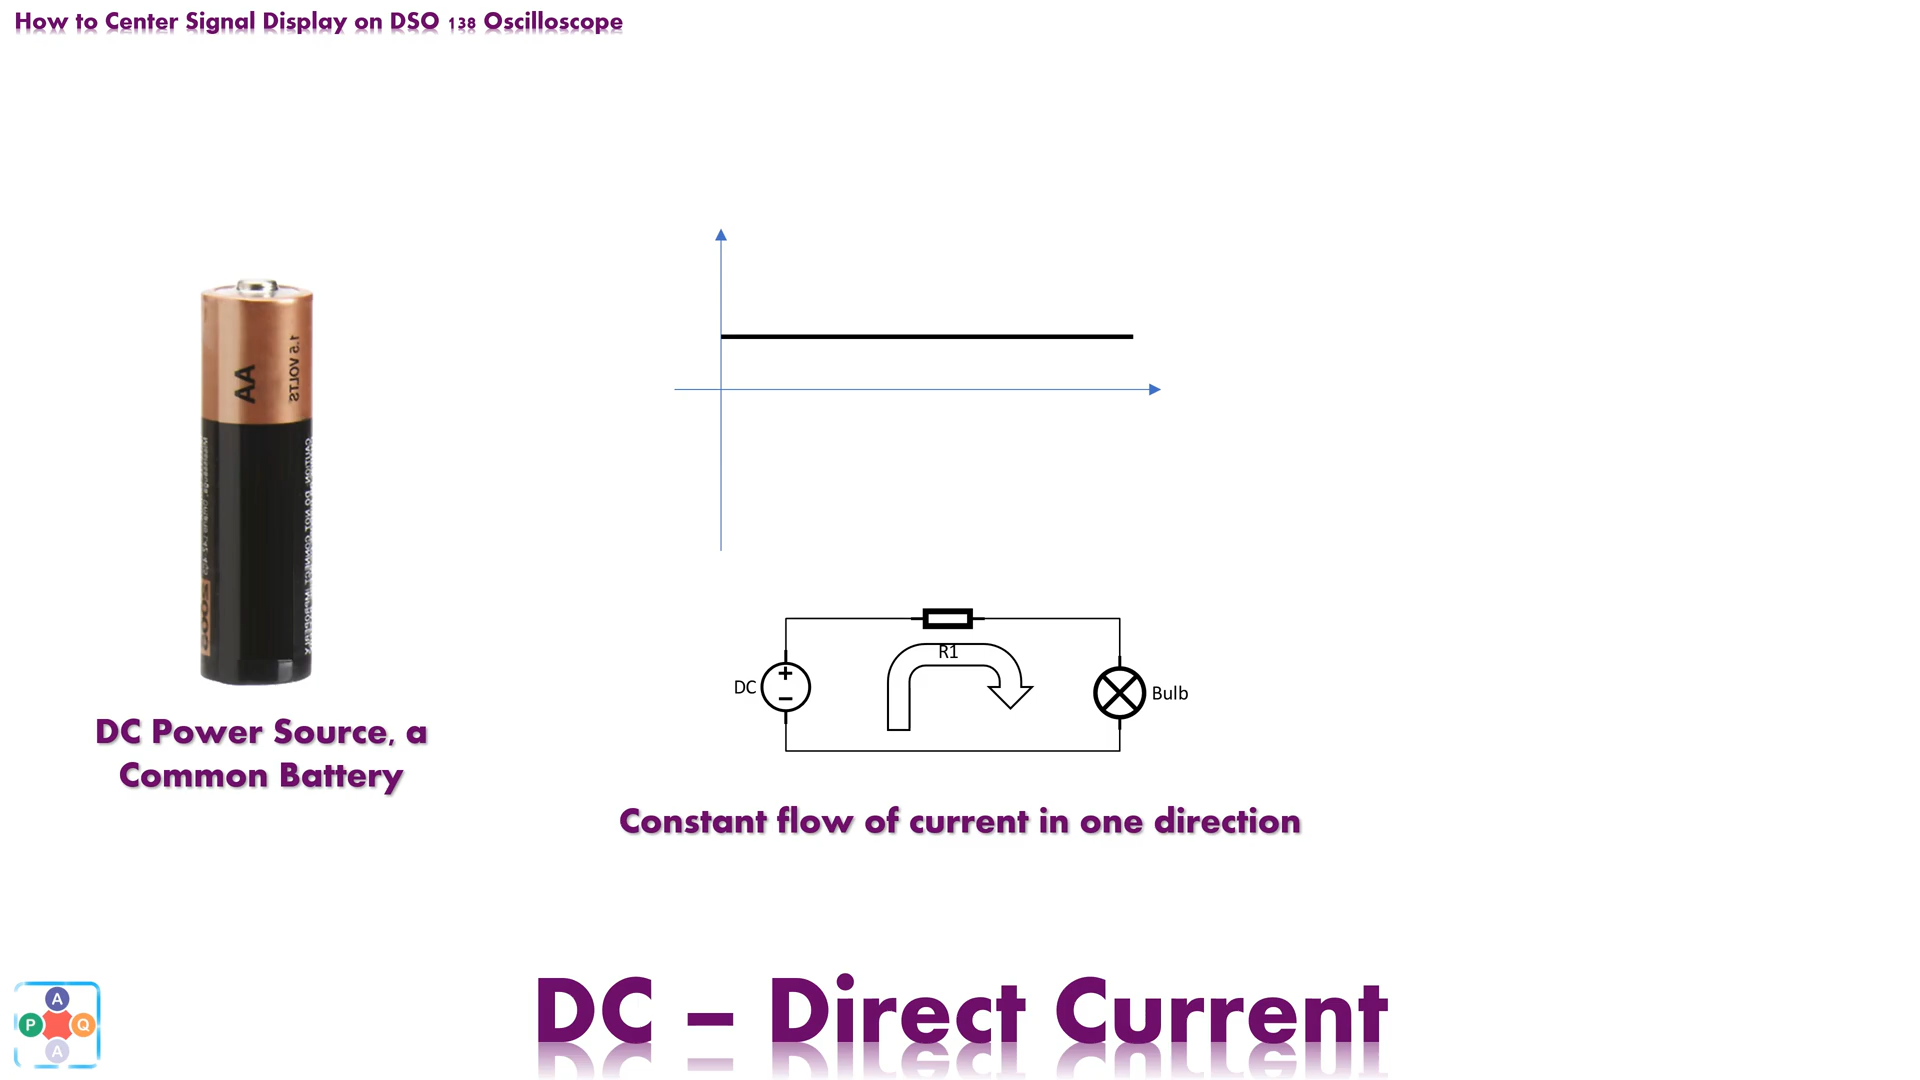 How to Center Signal Display on DSO 138 Oscilloscope
AA
1.5 VOLTS
DC Power Source, a
Common Battery
R1
DC
+
−
Bulb
Constant flow of current in one direction
DC – Direct Current
A
P
Q
A